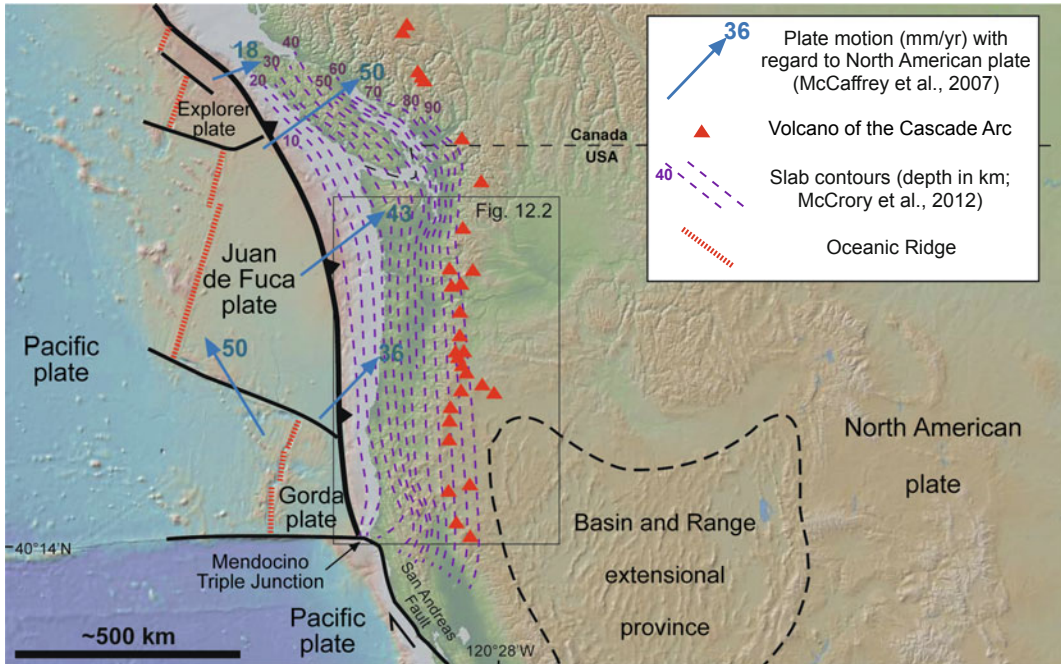 36
Plate motion (mm/yr) with
regard to North American plate
(McCaffrey et al., 2007)
Volcano of the Cascade Arc
40
Slab contours (depth in km;
McCrory et al., 2012)
Oceanic Ridge
18
40
30
20
60
50
50
70
80
90
10
Explorer
plate
Canada
USA
Fig. 12.2
43
Juan
de Fuca
plate
Pacific
plate
50
36
North American
plate
Gorda
plate
Basin and Range
extensional
province
40°14'N
Mendocino
Triple Junction
San Andreas
Fault
Pacific
plate
~500 km
120°28'W